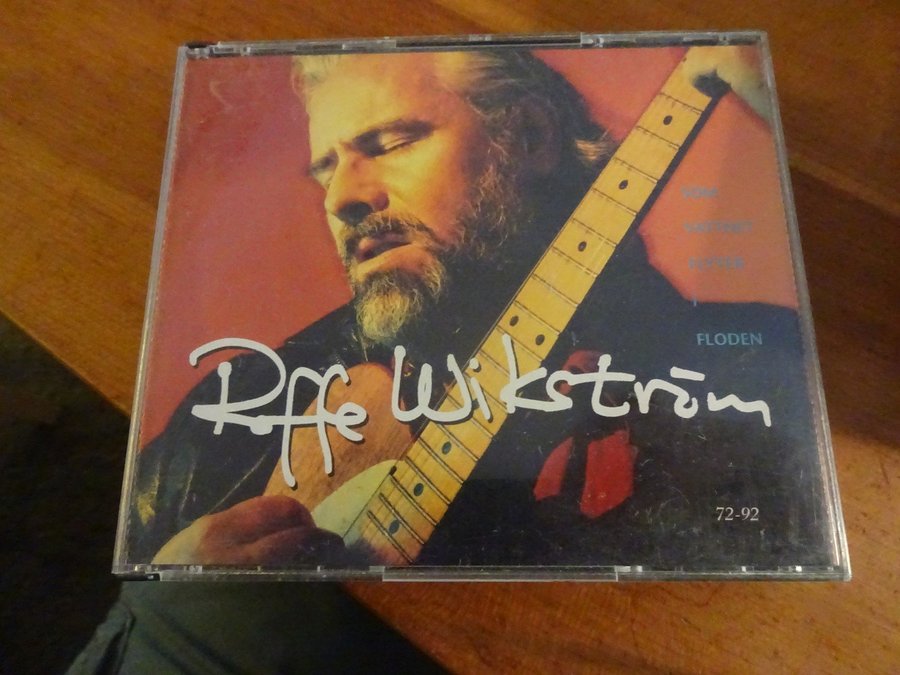 SOM
VATTNET
FLYTER
I
FLODEN
Roffe Wikström
72-92